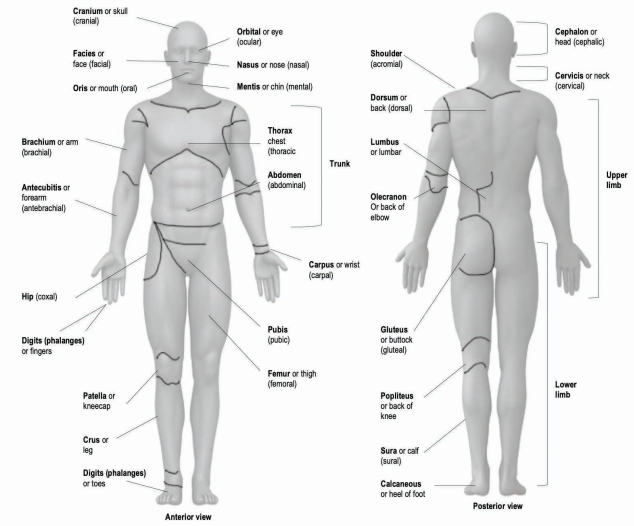 Cranium or skull
(cranial)
Orbital or eye
(ocular)
Facies or
face (facial)
Nasus or nose (nasal)
Oris or mouth (oral)
Mentis or chin (mental)
Brachium or arm
(brachial)
Thorax
chest
(thoracic
Trunk
Antecubitis or
forearm
(antebrachial)
Abdomen
(abdominal)
Carpus or wrist
(carpal)
Hip (coxal)
Digits (phalanges)
or fingers
Pubis
(pubic)
Femur or thigh
(femoral)
Patella or
kneecap
Crus or
leg
Digits (phalanges)
or toes
Anterior view
Cephalon or
head (cephalic)
Shoulder
(acromial)
Cervicis or neck
(cervical)
Dorsum or
back (dorsal)
Lumbus
or lumbar
Upper
limb
Olecranon
Or back of
elbow
Gluteus
or buttock
(gluteal)
Lower
limb
Popliteus
or back of
knee
Sura or calf
(sural)
Calcaneous
or heel of foot
Posterior view